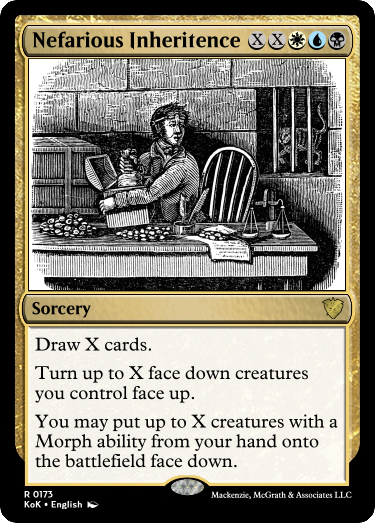 Nefarious Inheritence X X
Sorcery
Draw X cards.
Turn up to X face down creatures
you control face up.
You may put up to X creatures with a
Morph ability from your hand onto
the battlefield face down.
R 0173
KoK • English
Mackenzie, McGrath & Associates LLC